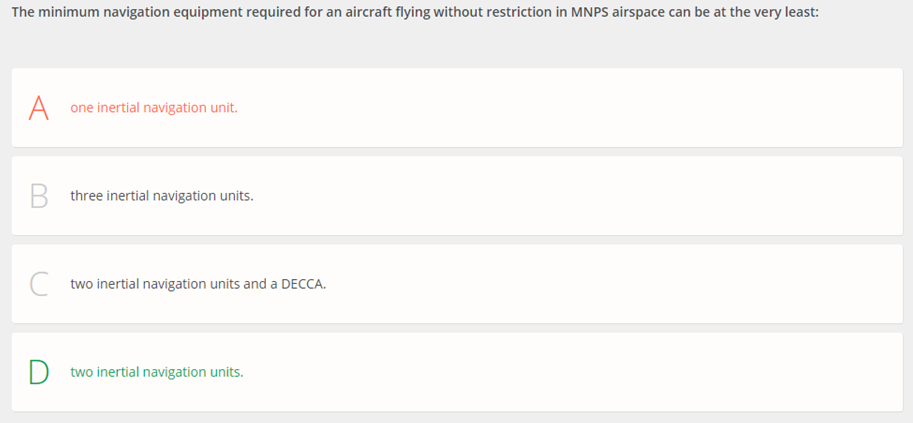 The minimum navigation equipment required for an aircraft flying without restriction in MNPS airspace can be at the very least:
A one inertial navigation unit.
B three inertial navigation units.
C two inertial navigation units and a DECCA.
D two inertial navigation units.